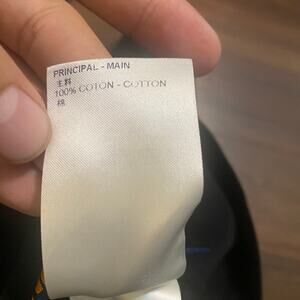 PRINCIPAL - MAIN
主料
100% COTON - COTTON
棉